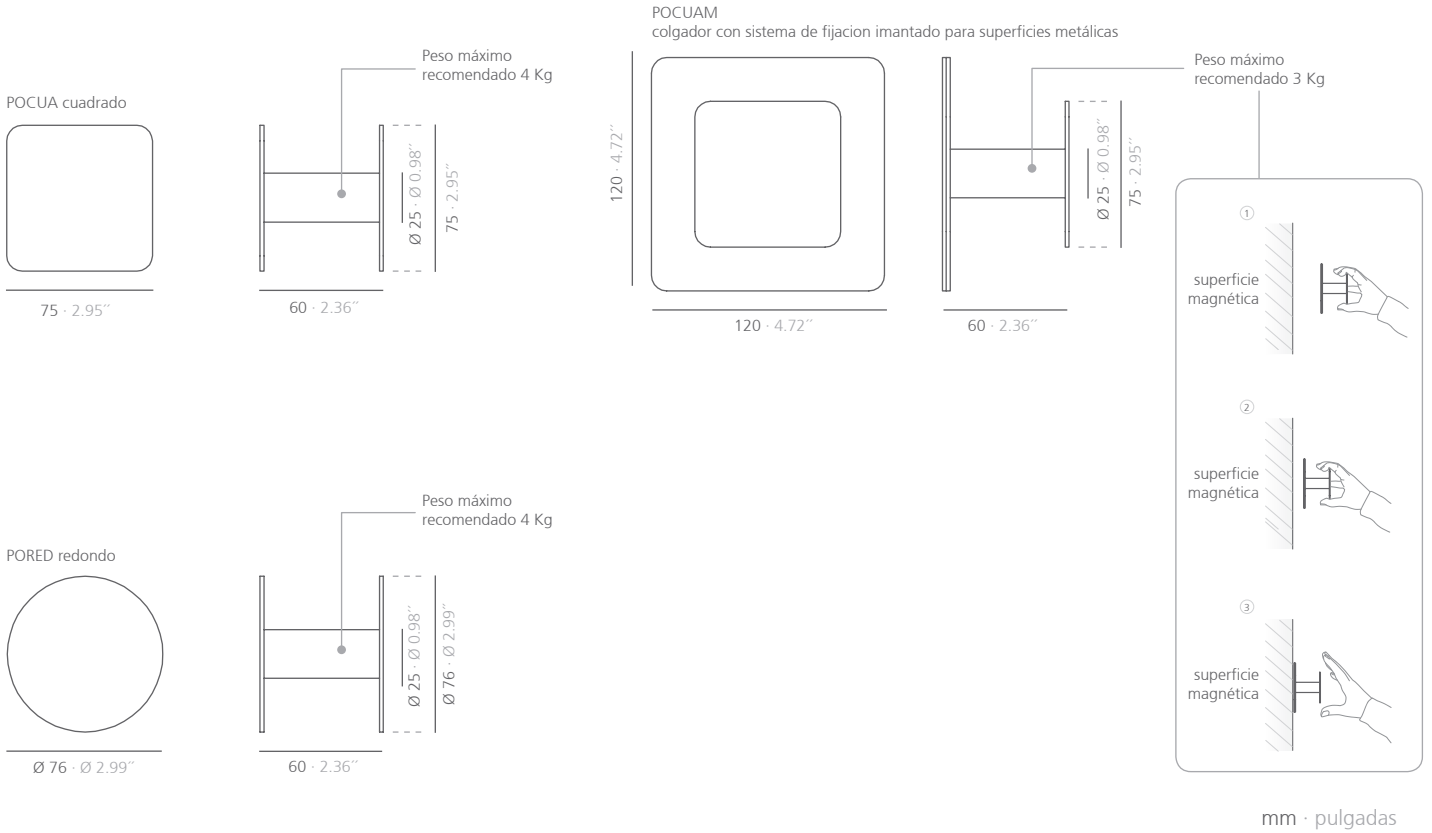 POCUAM
colgador con sistema de fijacion imantado para superficies metálicas
Peso máximo
recomendado 4 Kg
POCUA cuadrado
Ø 25 · Ø 0.98´´
75 · 2.95´´
75 · 2.95´´
60 · 2.36´´
120 · 4.72´´
120 · 4.72´´
Ø 25 · Ø 0.98´´
75 · 2.95´´
60 · 2.36´´
Peso máximo
recomendado 3 Kg
1
superficie
magnética
2
superficie
magnética
3
superficie
magnética
Peso máximo
recomendado 4 Kg
PORED redondo
Ø 25 · Ø 0.98´´
Ø 76 · Ø 2.99´´
Ø 76 · Ø 2.99´´
60 · 2.36´´
mm · pulgadas